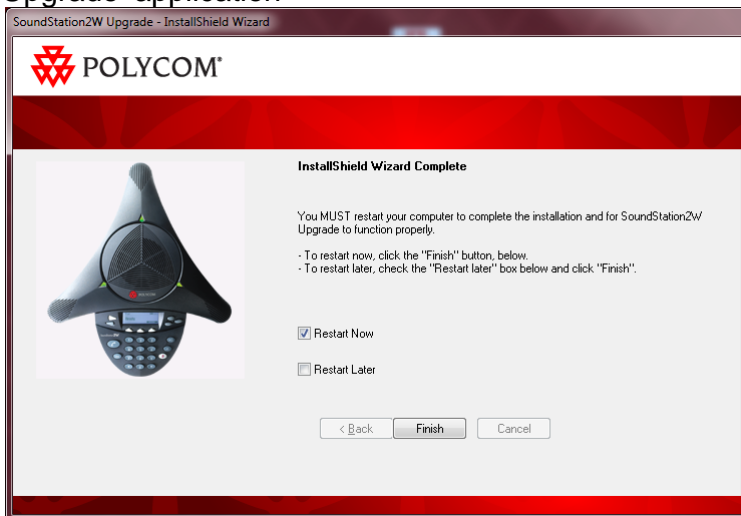 Upgrade application
SoundStation2W Upgrade - InstallShield Wizard
POLYCOM®
InstallShield Wizard Complete
You MUST restart your computer to complete the installation and for SoundStation2W
Upgrade to function properly.
- To restart now, click the "Finish" button, below.
- To restart later, check the "Restart later" box below and click "Finish".
Restart Now
Restart Later
< Back Finish Cancel